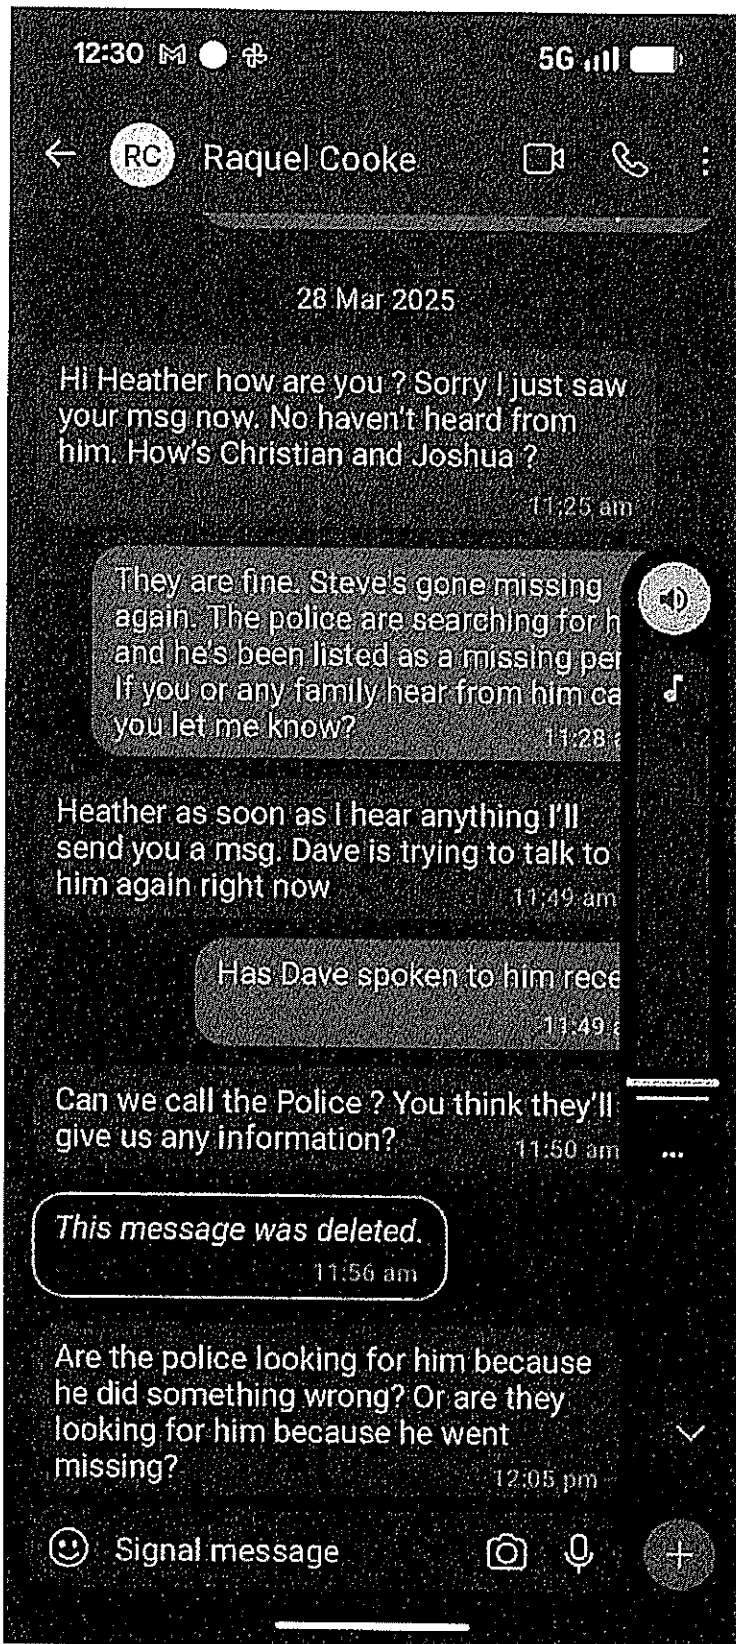 12:30
5G
RC Raquel Cooke
28 Mar 2025
Hi Heather how are you ? Sorry I just saw
your msg now. No haven't heard from
him. How's Christian and Joshua ?
11:25 am
They are fine. Steve's gone missing
again. The police are searching for h
and he's been listed as a missing per
If you or any family hear from him ca
you let me know?
11:28 a
Heather as soon as I hear anything I'll
send you a msg. Dave is trying to talk to
him again right now
11:49 am
Has Dave spoken to him rece
11:49 a
Can we call the Police ? You think they'll
give us any information?
11:50 am
...
This message was deleted.
11:56 am
Are the police looking for him because
he did something wrong? Or are they
looking for him because he went
missing?
12:05 pm
Signal message